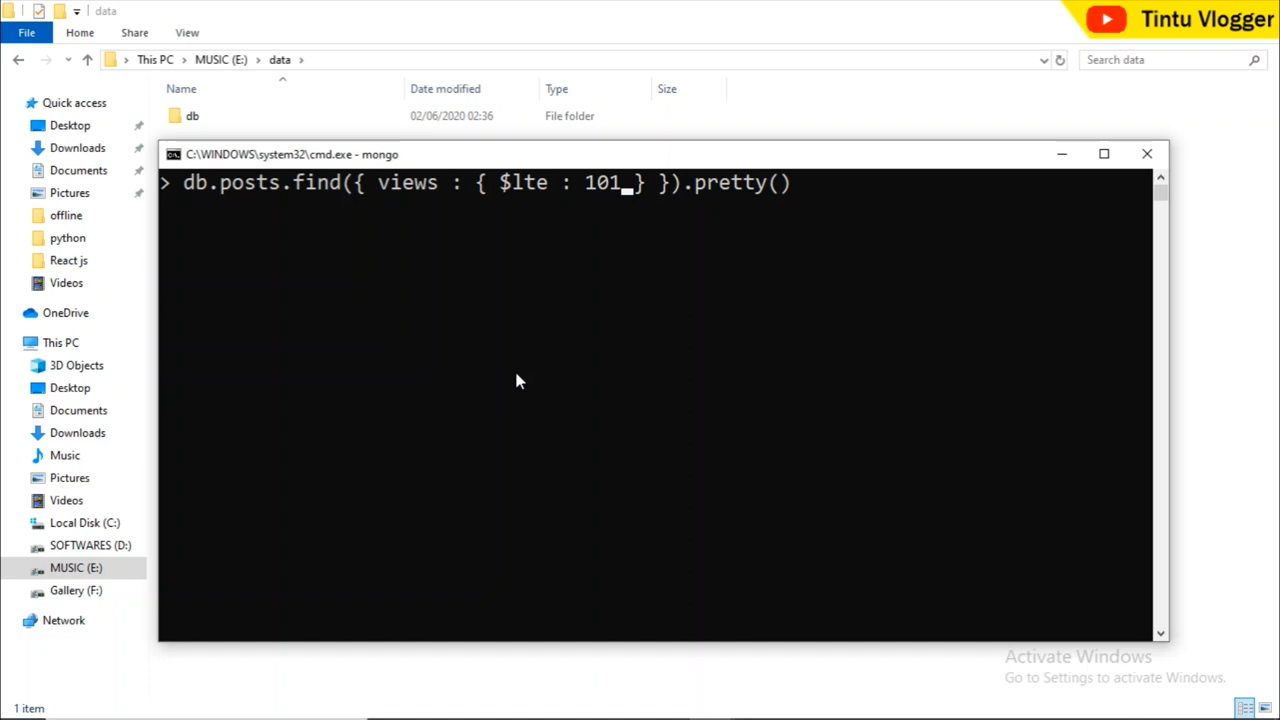 data
Tintu Vlogger
File Home Share View
This PC MUSIC (E:) data
Search data
Name Date modified Type Size
db 02/06/2020 02:36 File folder
Quick access
Desktop
Downloads
Documents
Pictures
offline
python
React js
Videos
OneDrive
This PC
3D Objects
Desktop
Documents
Downloads
Music
Pictures
Videos
Local Disk (C:)
SOFTWARES (D:)
MUSIC (E:)
Gallery (F:)
Network
C:\WINDOWS\system32\cmd.exe - mongo
> db.posts.find({ views : { $lte : 101 } }).pretty()
Activate Windows
Go to Settings to activate Windows.
1 item